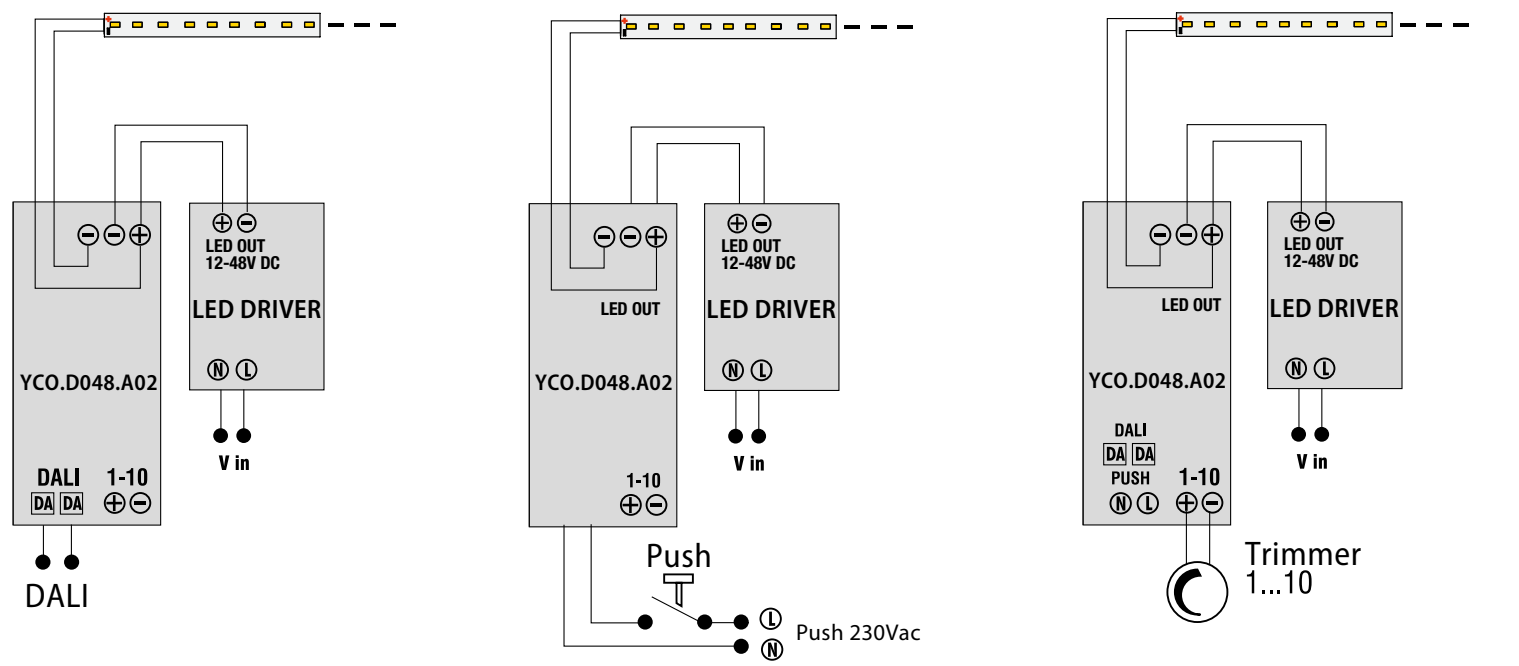 LED OUT
12-48V DC
LED DRIVER
N L
YCO.D048.A02
V in
DALI 1-10
DA DA
DALI
LED OUT
12-48V DC
LED OUT
LED DRIVER
N L
YCO.D048.A02
V in
1-10
Push
L
N
Push 230Vac
LED OUT
12-48V DC
LED OUT
LED DRIVER
N L
YCO.D048.A02
V in
DALI
DA DA
PUSH 1-10
N L
Trimmer
1...10